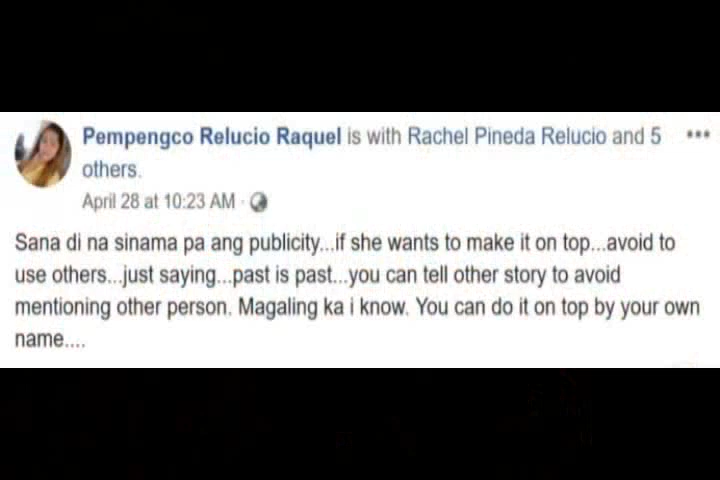 Pempengco Relucio Raquel is with Rachel Pineda Relucio and 5
others.
April 28 at 10:23 AM ·
Sana di na sinama pa ang publicity...if she wants to make it on top...avoid to
use others...just saying...past is past...you can tell other story to avoid
mentioning other person. Magaling ka i know. You can do it on top by your own
name....